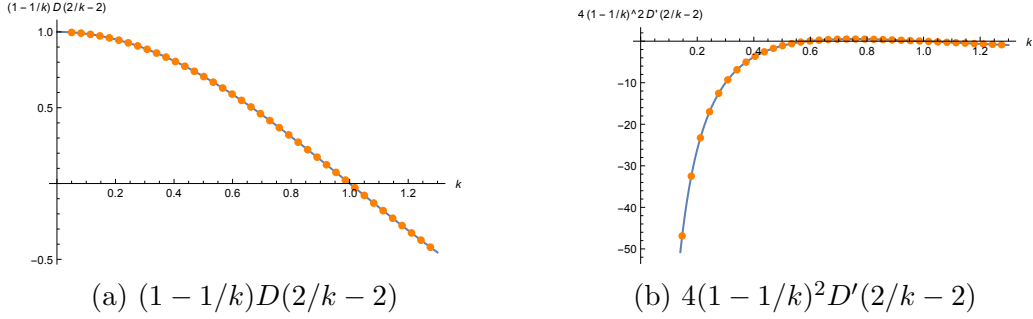 (1 − 1/k) D (2/k − 2)
1.0
0.5
−0.5
0.2 0.4 0.6 0.8 1.0 1.2 k
(a) (1 − 1/k)D(2/k − 2)
4 (1 − 1/k)^2 D' (2/k − 2)
0.2 0.4 0.6 0.8 1.0 1.2 k
−10
−20
−30
−40
−50
(b) 4(1 − 1/k)²D′(2/k − 2)